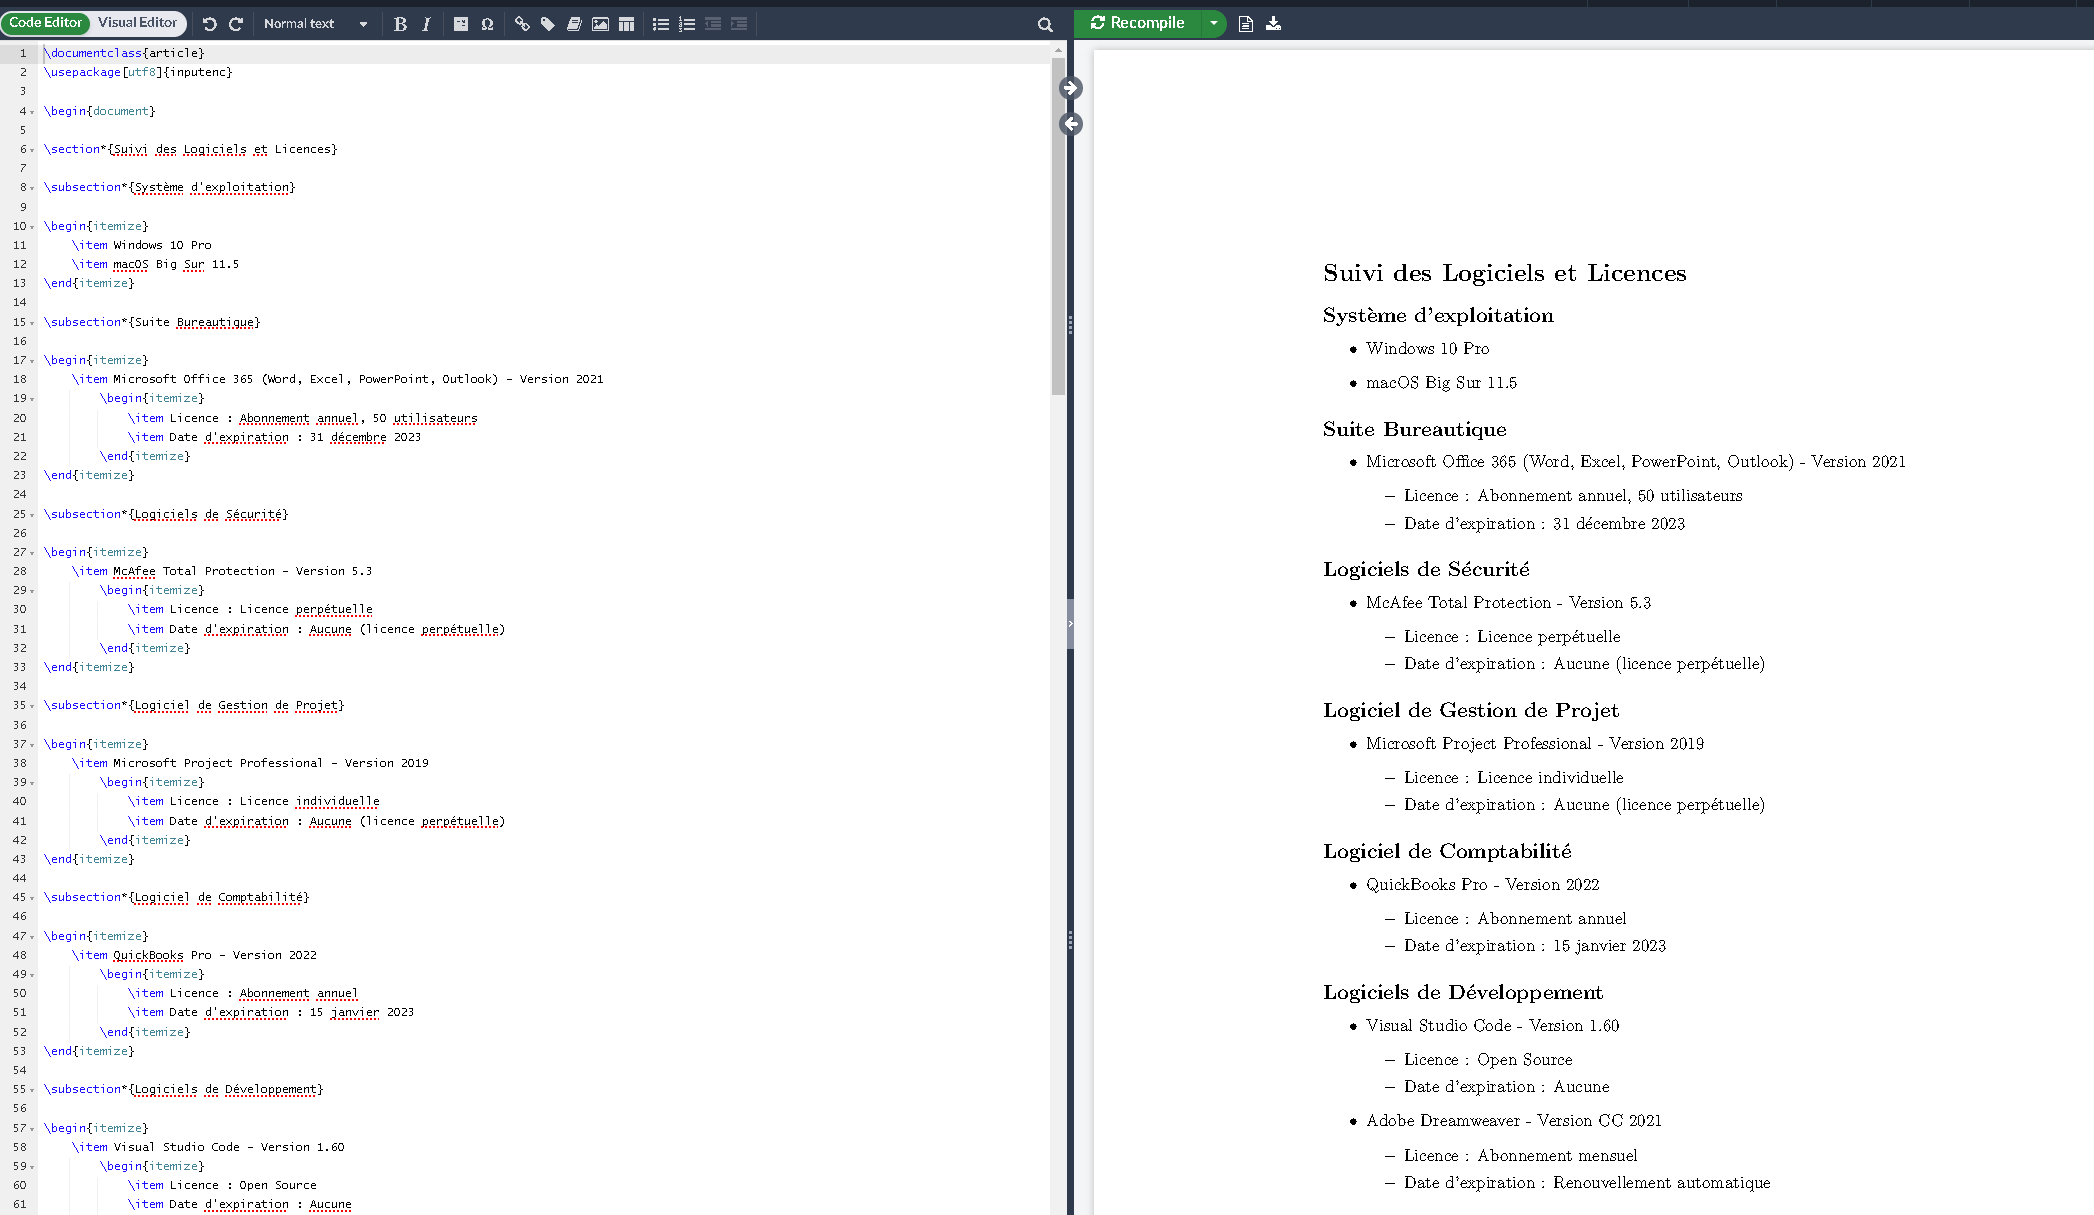 Code Editor Visual Editor Normal text B I Ω Recompile
1 \documentclass{article}
2 \usepackage[utf8]{inputenc}
3
4 \begin{document}
5
6 \section*{Suivi des Logiciels et Licences}
7
8 \subsection*{Système d'exploitation}
9
10 \begin{itemize}
11 \item Windows 10 Pro
12 \item macOS Big Sur 11.5
13 \end{itemize}
14
15 \subsection*{Suite Bureautique}
16
17 \begin{itemize}
18 \item Microsoft Office 365 (Word, Excel, PowerPoint, Outlook) - Version 2021
19 \begin{itemize}
20 \item Licence : Abonnement annuel, 50 utilisateurs
21 \item Date d'expiration : 31 décembre 2023
22 \end{itemize}
23 \end{itemize}
24
25 \subsection*{Logiciels de Sécurité}
26
27 \begin{itemize}
28 \item McAfee Total Protection - Version 5.3
29 \begin{itemize}
30 \item Licence : Licence perpétuelle
31 \item Date d'expiration : Aucune (licence perpétuelle)
32 \end{itemize}
33 \end{itemize}
34
35 \subsection*{Logiciel de Gestion de Projet}
36
37 \begin{itemize}
38 \item Microsoft Project Professional - Version 2019
39 \begin{itemize}
40 \item Licence : Licence individuelle
41 \item Date d'expiration : Aucune (licence perpétuelle)
42 \end{itemize}
43 \end{itemize}
44
45 \subsection*{Logiciel de Comptabilité}
46
47 \begin{itemize}
48 \item QuickBooks Pro - Version 2022
49 \begin{itemize}
50 \item Licence : Abonnement annuel
51 \item Date d'expiration : 15 janvier 2023
52 \end{itemize}
53 \end{itemize}
54
55 \subsection*{Logiciels de Développement}
56
57 \begin{itemize}
58 \item Visual Studio Code - Version 1.60
59 \begin{itemize}
60 \item Licence : Open Source
61 \item Date d'expiration : Aucune
Suivi des Logiciels et Licences
Système d'exploitation
• Windows 10 Pro
• macOS Big Sur 11.5
Suite Bureautique
• Microsoft Office 365 (Word, Excel, PowerPoint, Outlook) - Version 2021
– Licence : Abonnement annuel, 50 utilisateurs
– Date d'expiration : 31 décembre 2023
Logiciels de Sécurité
• McAfee Total Protection - Version 5.3
– Licence : Licence perpétuelle
– Date d'expiration : Aucune (licence perpétuelle)
Logiciel de Gestion de Projet
• Microsoft Project Professional - Version 2019
– Licence : Licence individuelle
– Date d'expiration : Aucune (licence perpétuelle)
Logiciel de Comptabilité
• QuickBooks Pro - Version 2022
– Licence : Abonnement annuel
– Date d'expiration : 15 janvier 2023
Logiciels de Développement
• Visual Studio Code - Version 1.60
– Licence : Open Source
– Date d'expiration : Aucune
• Adobe Dreamweaver - Version CC 2021
– Licence : Abonnement mensuel
– Date d'expiration : Renouvellement automatique